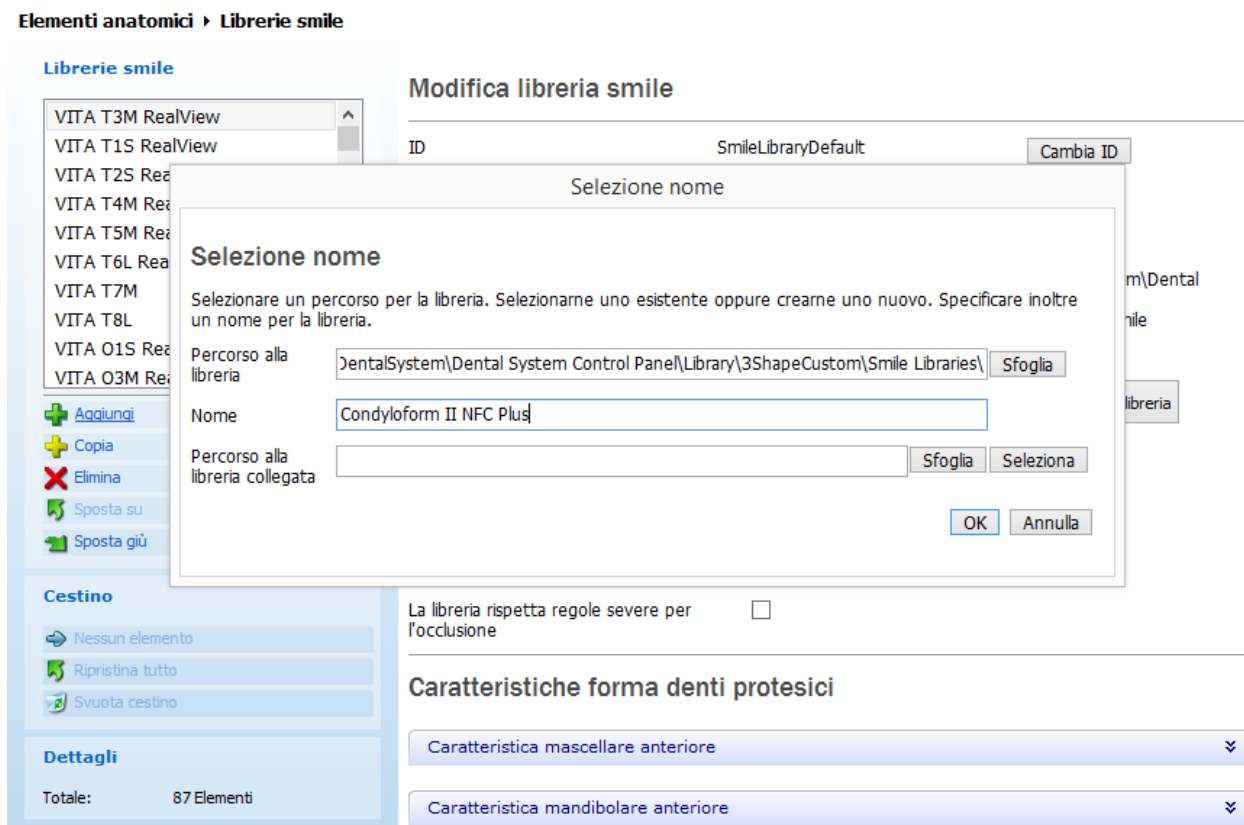 Elementi anatomici ▸ Librerie smile
Librerie smile
VITA T3M RealView
VITA T1S RealView
VITA T2S Rea
VITA T4M Rea
VITA T5M Rea
VITA T6L Rea
VITA T7M
VITA T8L
VITA O1S Rea
VITA O3M Rea
Aggiungi
Copia
Elimina
Sposta su
Sposta giù
Cestino
Nessun elemento
Ripristina tutto
Svuota cestino
Dettagli
Totale: 87 Elementi
Modifica libreria smile
ID SmileLibraryDefault Cambia ID
m\Dental
nile
libreria
Selezione nome
Selezione nome
Selezionare un percorso per la libreria. Selezionarne uno esistente oppure crearne uno nuovo. Specificare inoltre
un nome per la libreria.
Percorso alla
libreria
DentalSystem\Dental System Control Panel\Library\3ShapeCustom\Smile Libraries\ Sfoglia
Nome Condyloform II NFC Plus
Percorso alla
libreria collegata
Sfoglia Seleziona
OK Annulla
La libreria rispetta regole severe per
l'occlusione
Caratteristiche forma denti protesici
Caratteristica mascellare anteriore
Caratteristica mandibolare anteriore